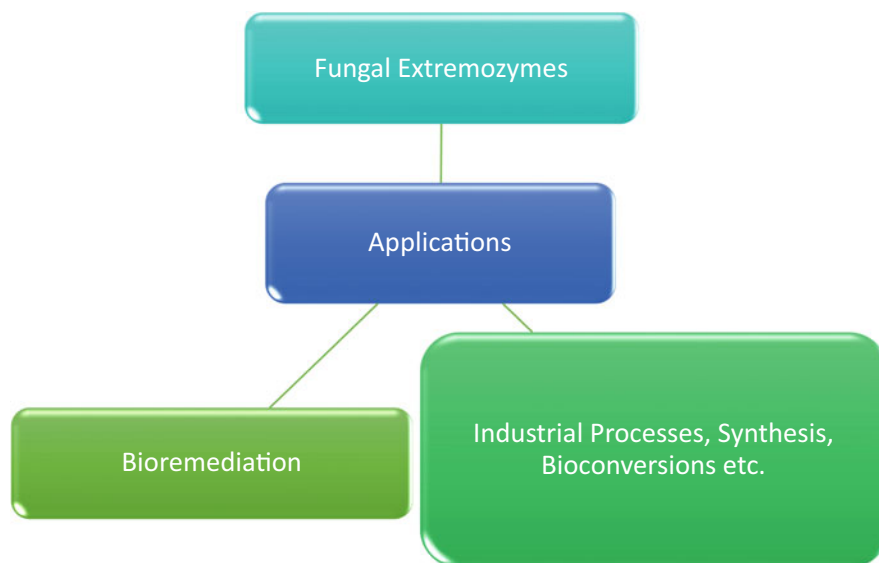 Fungal Extremozymes
Applications
Bioremediation
Industrial Processes, Synthesis,
Bioconversions etc.